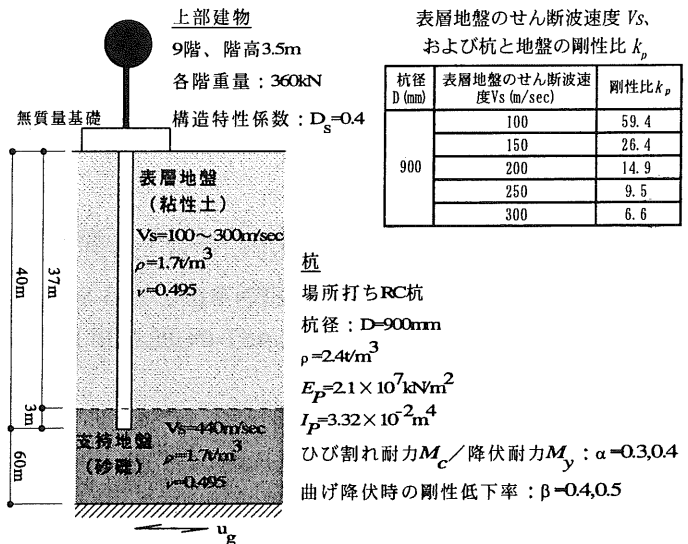 上部建物
9階、階高3.5m
各階重量：360kN
構造特性係数：Ds=0.4
無質量基礎
表層地盤
（粘性土）
Vs=100～300m/sec
ρ=1.7t/m³
ν=0.495
40m
37m
3m
60m
支持地盤
（砂礫）
Vs=440m/sec
ρ=1.7t/m³
ν=0.495
ug
表層地盤のせん断波速度 Vs、
および杭と地盤の剛性比 kp
杭径 D(mm) 表層地盤のせん断波速度Vs(m/sec) 剛性比kp
900 100 59.4
150 26.4
200 14.9
250 9.5
300 6.6
杭
場所打ちRC杭
杭径：D=900mm
ρ=2.4t/m³
EP=2.1×10⁷kN/m²
IP=3.32×10⁻²m⁴
ひび割れ耐力Mc／降伏耐力My：α=0.3,0.4
曲げ降伏時の剛性低下率：β=0.4,0.5